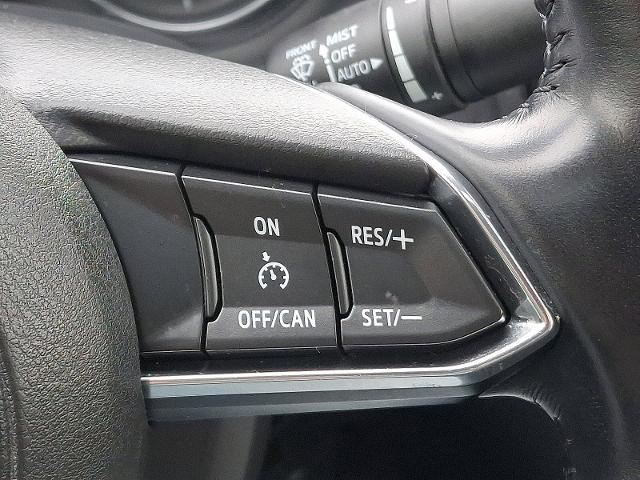 FRONT
MIST
OFF
AUTO
+
ON
OFF/CAN
RES/+
SET/−